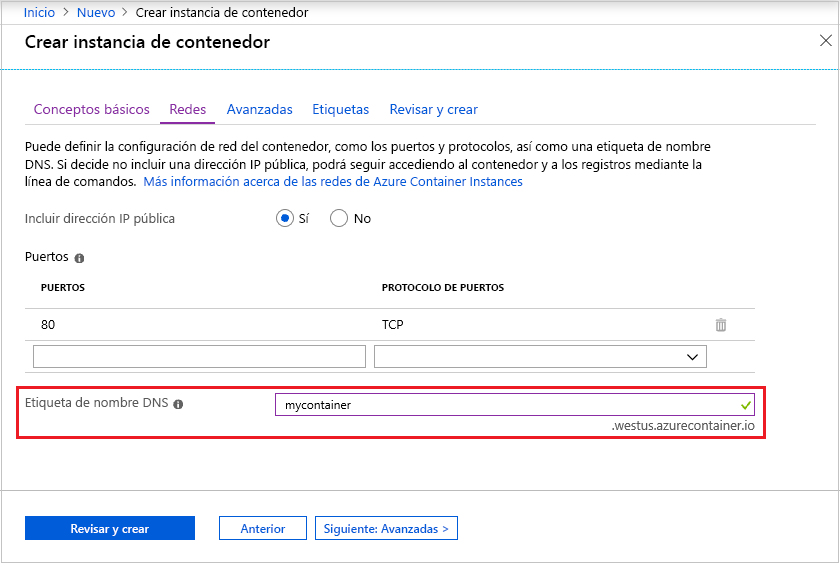 Inicio > Nuevo > Crear instancia de contenedor
Crear instancia de contenedor
Conceptos básicos Redes Avanzadas Etiquetas Revisar y crear
Puede definir la configuración de red del contenedor, como los puertos y protocolos, así como una etiqueta de nombre
DNS. Si decide no incluir una dirección IP pública, podrá seguir accediendo al contenedor y a los registros mediante la
línea de comandos. Más información acerca de las redes de Azure Container Instances
Incluir dirección IP pública Sí No
Puertos
PUERTOS PROTOCOLO DE PUERTOS
80 TCP
Etiqueta de nombre DNS mycontainer
.westus.azurecontainer.io
Revisar y crear Anterior Siguiente: Avanzadas >